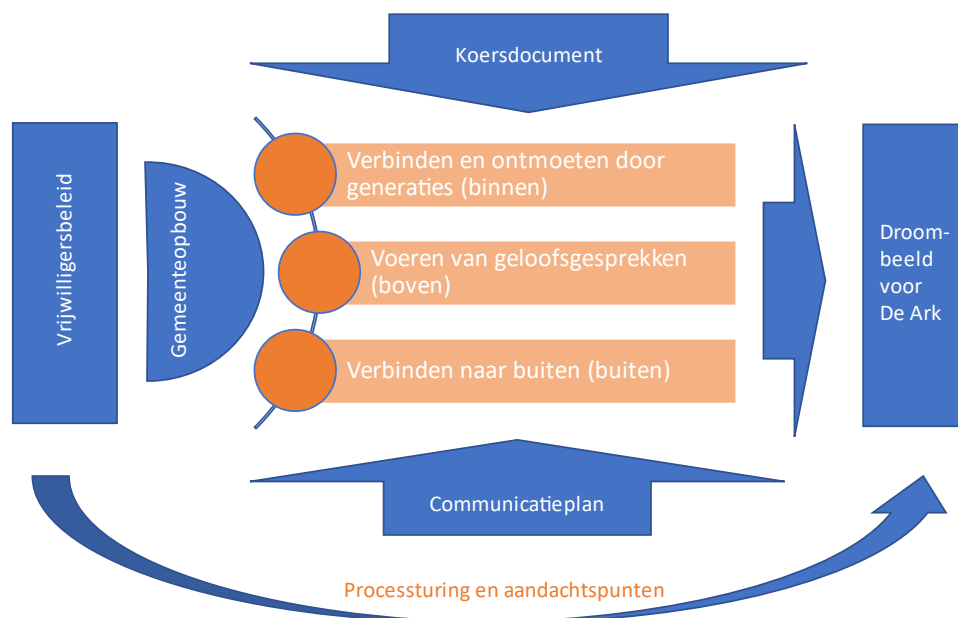 Koersdocument
Vrijwilligersbeleid
Gemeenteopbouw
Verbinden en ontmoeten door
generaties (binnen)
Voeren van geloofsgesprekken
(boven)
Verbinden naar buiten (buiten)
Droom-
beeld
voor
De Ark
Communicatieplan
Processturing en aandachtspunten